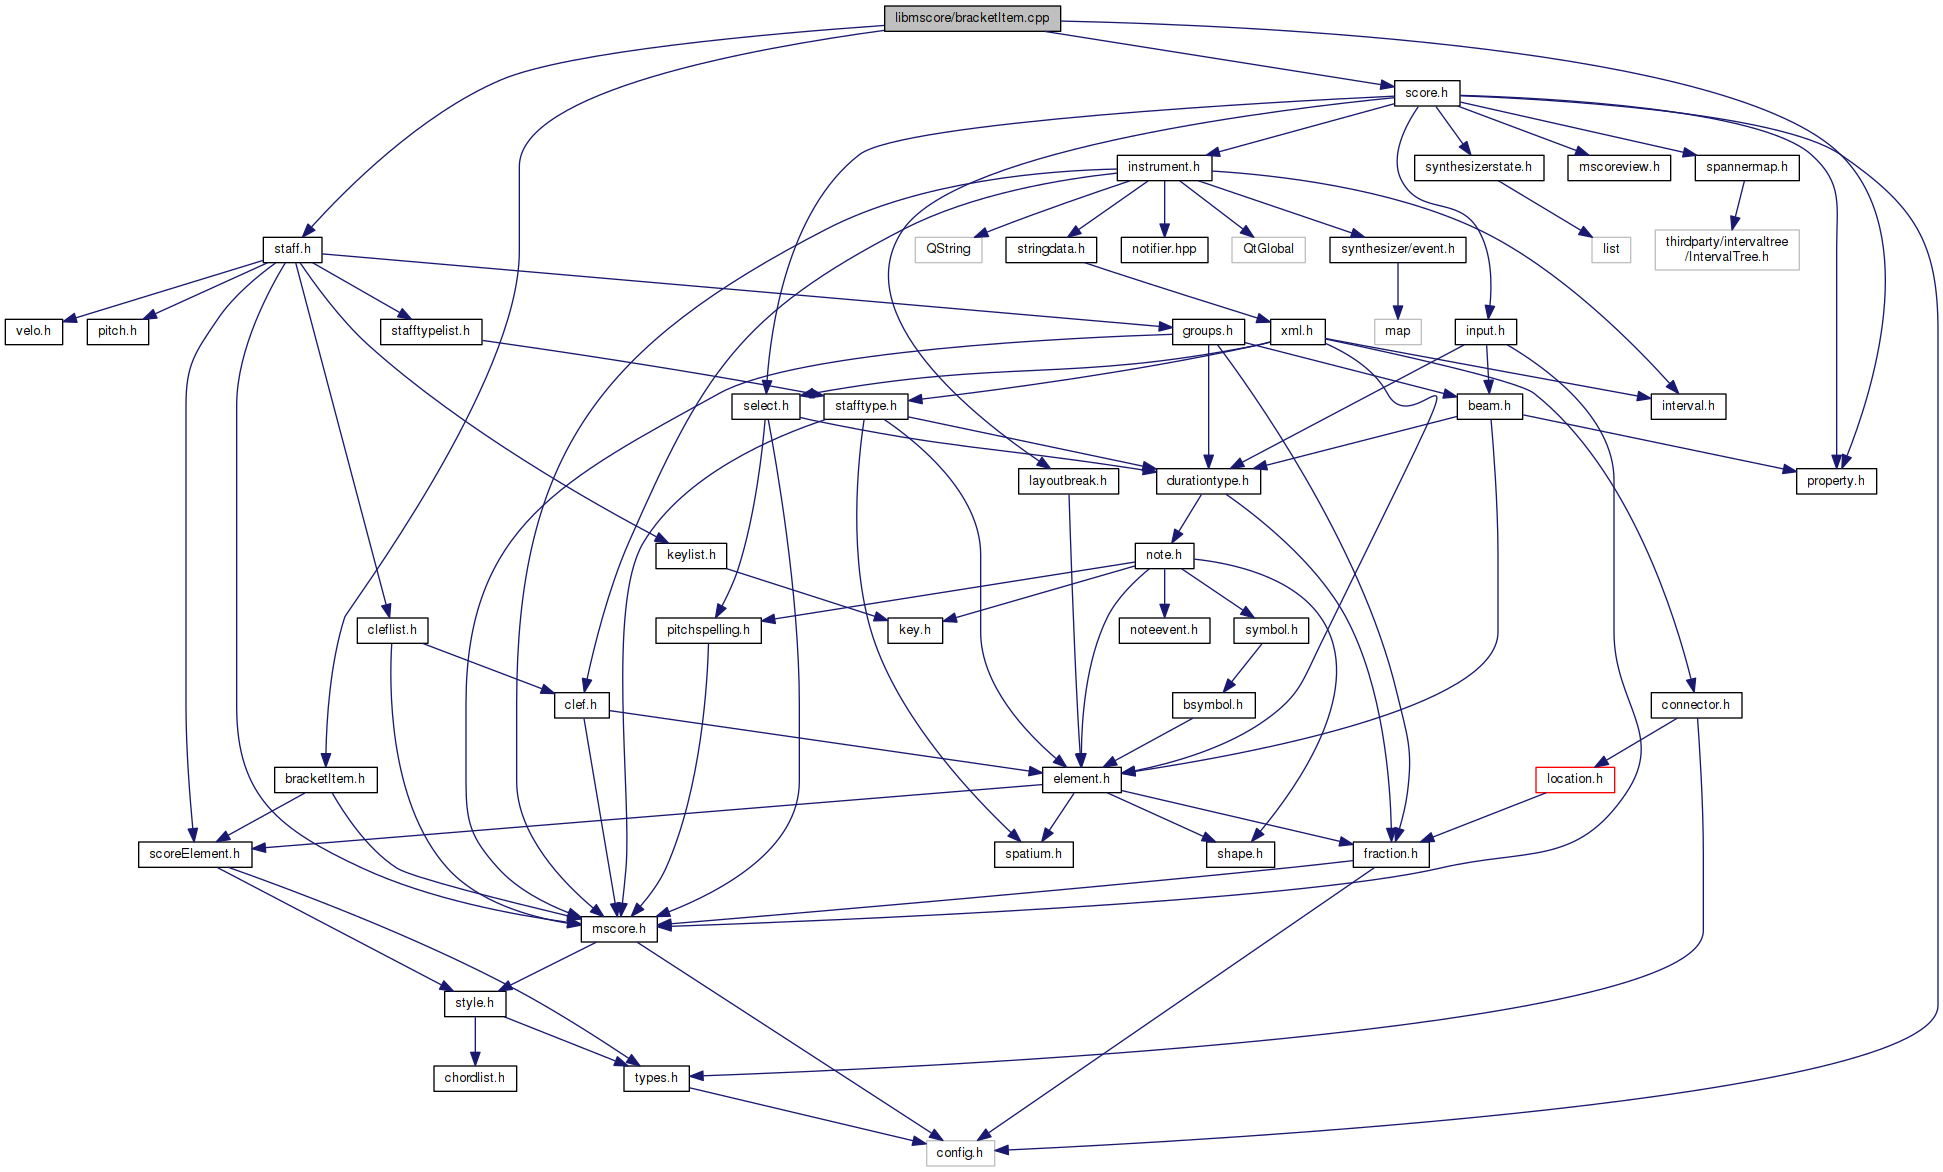 libmscore/bracketItem.cpp
score.h
instrument.h
synthesizerstate.h
mscoreview.h
spannermap.h
staff.h
QString
stringdata.h
notifier.hpp
QtGlobal
synthesizer/event.h
list
thirdparty/intervaltree
/IntervalTree.h
velo.h
pitch.h
stafftypelist.h
groups.h
xml.h
map
input.h
select.h
stafftype.h
beam.h
interval.h
layoutbreak.h
durationtype.h
property.h
keylist.h
note.h
cleflist.h
pitchspelling.h
key.h
noteevent.h
symbol.h
clef.h
bsymbol.h
connector.h
bracketItem.h
element.h
location.h
scoreElement.h
spatium.h
shape.h
fraction.h
mscore.h
style.h
chordlist.h
types.h
config.h